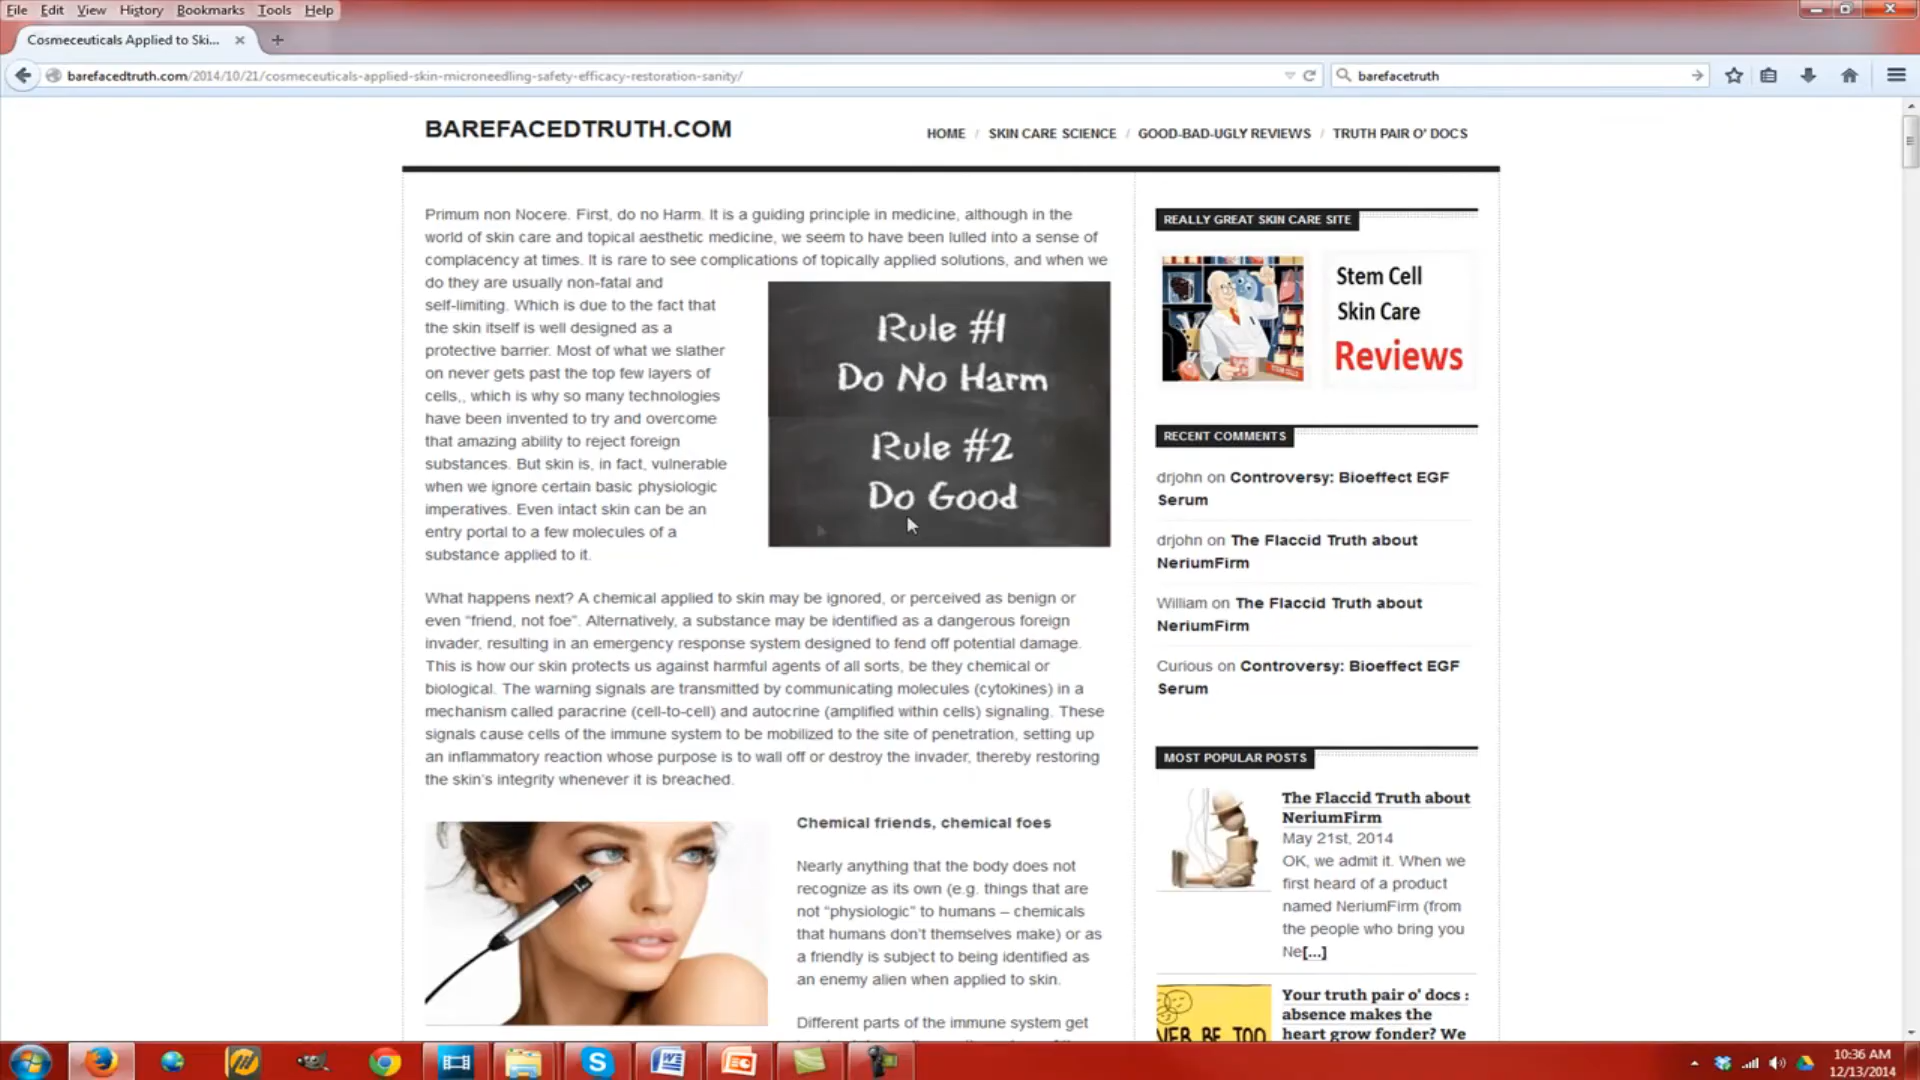 File Edit View History Bookmarks Tools Help
Cosmeceuticals Applied to Ski...
barefacedtruth.com/2014/10/21/cosmeceuticals-applied-skin-microneedling-safety-efficacy-restoration-sanity/
barefacetruth
BAREFACEDTRUTH.COM
HOME / SKIN CARE SCIENCE / GOOD-BAD-UGLY REVIEWS / TRUTH PAIR O' DOCS
Primum non Nocere. First, do no Harm. It is a guiding principle in medicine, although in the
world of skin care and topical aesthetic medicine, we seem to have been lulled into a sense of
complacency at times. It is rare to see complications of topically applied solutions, and when we
do they are usually non-fatal and
self-limiting. Which is due to the fact that
the skin itself is well designed as a
protective barrier. Most of what we slather
on never gets past the top few layers of
cells,, which is why so many technologies
have been invented to try and overcome
that amazing ability to reject foreign
substances. But skin is, in fact, vulnerable
when we ignore certain basic physiologic
imperatives. Even intact skin can be an
entry portal to a few molecules of a
substance applied to it.
Rule #1
Do No Harm
Rule #2
Do Good
What happens next? A chemical applied to skin may be ignored, or perceived as benign or
even “friend, not foe”. Alternatively, a substance may be identified as a dangerous foreign
invader, resulting in an emergency response system designed to fend off potential damage.
This is how our skin protects us against harmful agents of all sorts, be they chemical or
biological. The warning signals are transmitted by communicating molecules (cytokines) in a
mechanism called paracrine (cell-to-cell) and autocrine (amplified within cells) signaling. These
signals cause cells of the immune system to be mobilized to the site of penetration, setting up
an inflammatory reaction whose purpose is to wall off or destroy the invader, thereby restoring
the skin’s integrity whenever it is breached.
Chemical friends, chemical foes
Nearly anything that the body does not
recognize as its own (e.g. things that are
not “physiologic” to humans – chemicals
that humans don’t themselves make) or as
a friendly is subject to being identified as
an enemy alien when applied to skin.
Different parts of the immune system get
REALLY GREAT SKIN CARE SITE
Stem Cell
Skin Care
Reviews
RECENT COMMENTS
drjohn on Controversy: Bioeffect EGF
Serum
drjohn on The Flaccid Truth about
NeriumFirm
William on The Flaccid Truth about
NeriumFirm
Curious on Controversy: Bioeffect EGF
Serum
MOST POPULAR POSTS
The Flaccid Truth about
NeriumFirm
May 21st, 2014
OK, we admit it. When we
first heard of a product
named NeriumFirm (from
the people who bring you
Ne[...]
Your truth pair o’ docs :
absence makes the
heart grow fonder? We
VER BE TOO
10:36 AM
12/13/2014